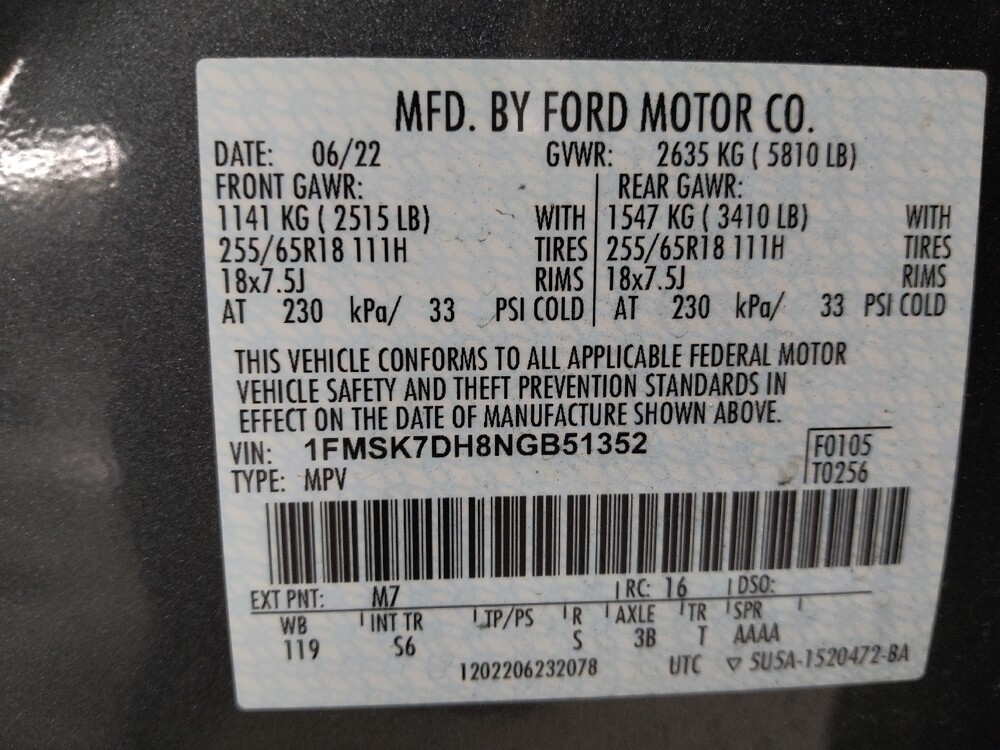 MFD. BY FORD MOTOR CO.
DATE: 06/22 GVWR: 2635 KG ( 5810 LB)
FRONT GAWR: REAR GAWR:
1141 KG ( 2515 LB) WITH 1547 KG ( 3410 LB) WITH
255/65R18 111H TIRES 255/65R18 111H TIRES
18x7.5J RIMS 18x7.5J RIMS
AT 230 kPa/ 33 PSI COLD AT 230 kPa/ 33 PSI COLD
THIS VEHICLE CONFORMS TO ALL APPLICABLE FEDERAL MOTOR
VEHICLE SAFETY AND THEFT PREVENTION STANDARDS IN
EFFECT ON THE DATE OF MANUFACTURE SHOWN ABOVE.
VIN: 1FMSK7DH8NGB51352 F0105
TYPE: MPV T0256
EXT PNT: M7 RC: 16 DSO:
WB INT TR TP/PS R AXLE TR SPR
119 S6 S 3B T AAAA
1202206232078 UTC ▽ 5U5A-1520472-BA